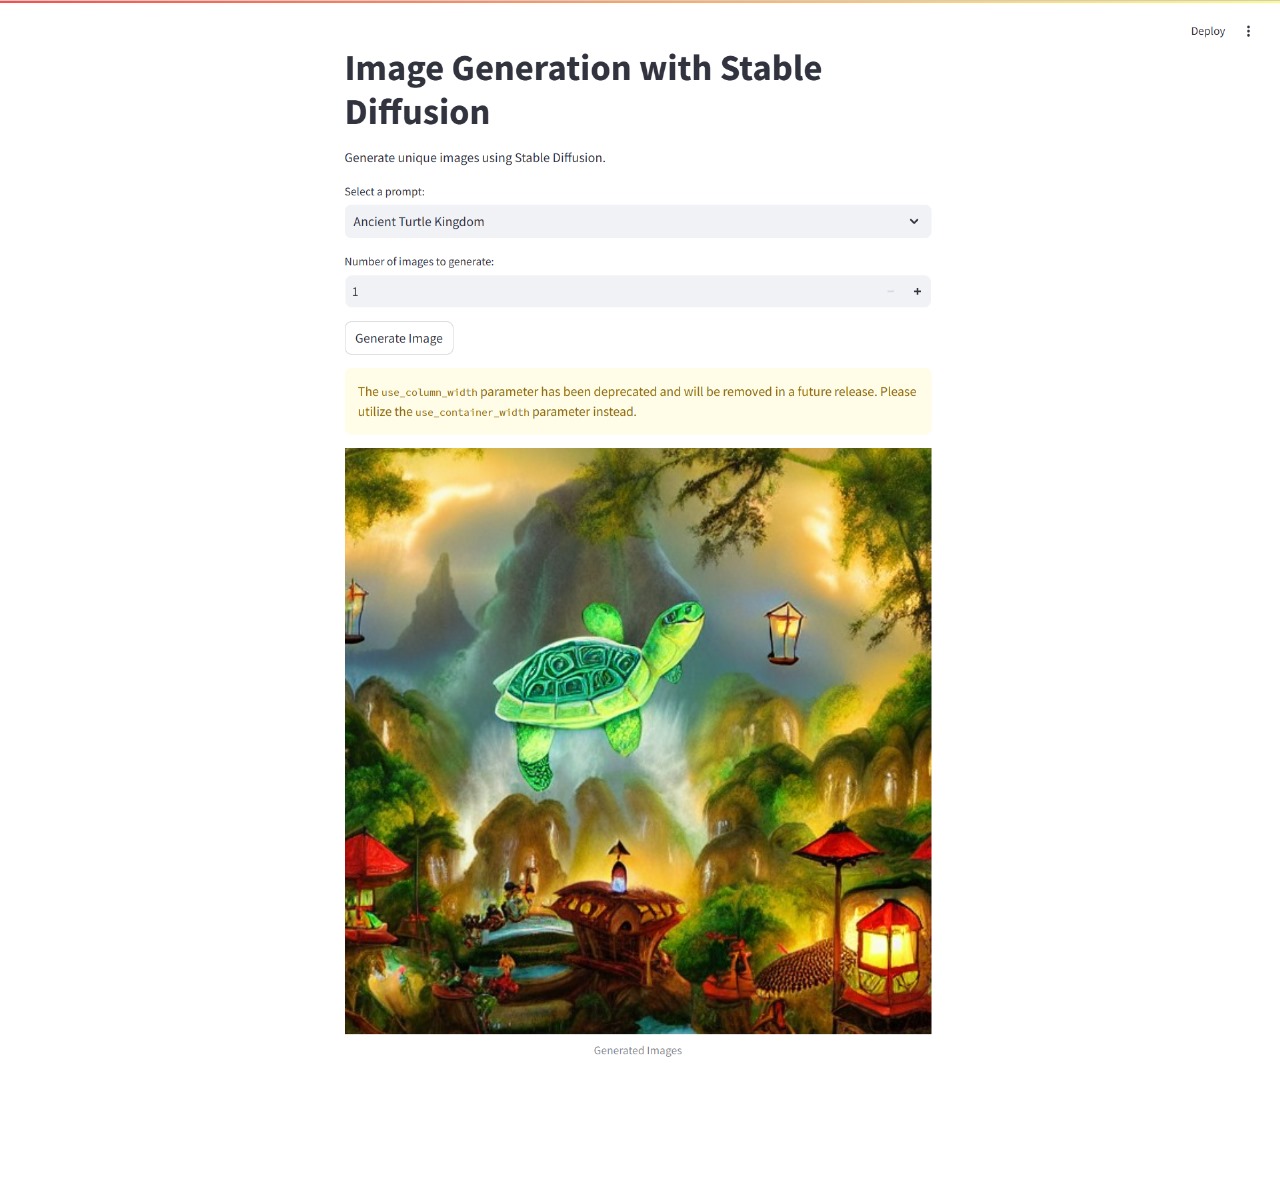 Deploy
Image Generation with Stable
Diffusion
Generate unique images using Stable Diffusion.
Select a prompt:
Ancient Turtle Kingdom
Number of images to generate:
1
Generate Image
The use_column_width parameter has been deprecated and will be removed in a future release. Please
utilize the use_container_width parameter instead.
Generated Images